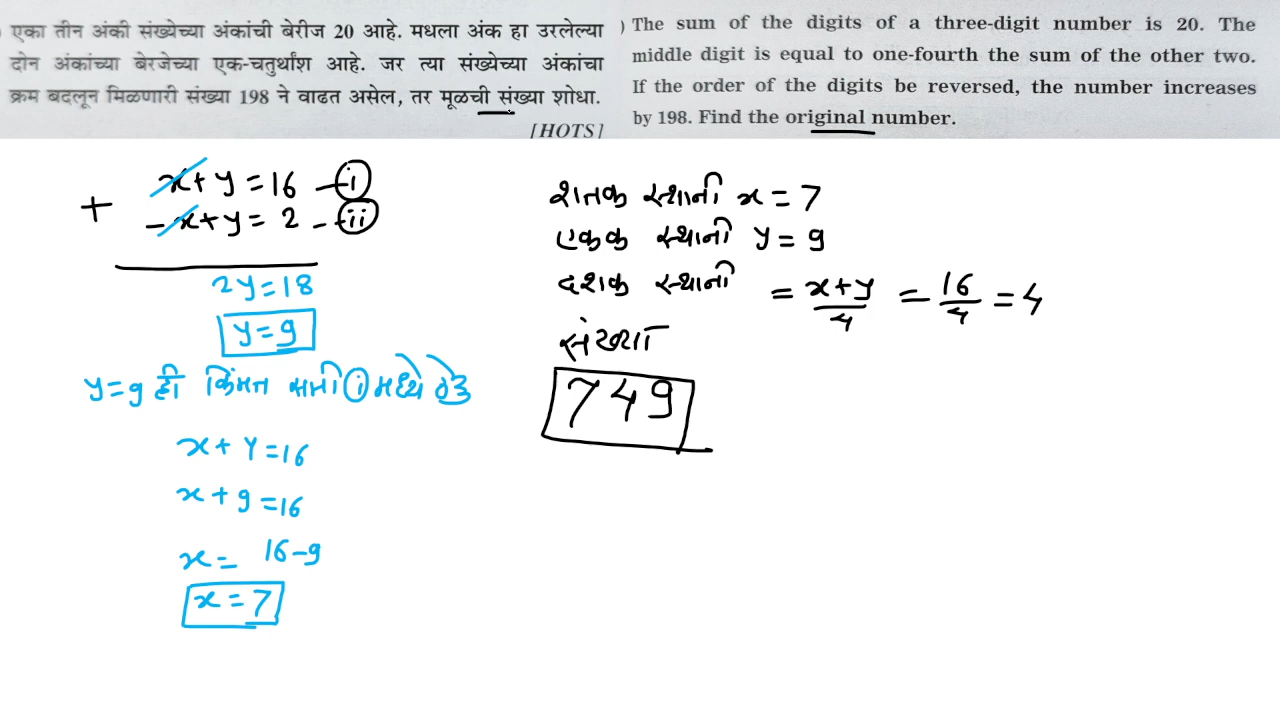 एका तीन अंकी संख्येच्या अंकांची बेरीज 20 आहे. मधला अंक हा उरलेल्या
दोन अंकांच्या बेरजेच्या एक-चतुर्थांश आहे. जर त्या संख्येच्या अंकांचा
क्रम बदलून मिळणारी संख्या 198 ने वाढत असेल, तर मूळची संख्या शोधा.
[HOTS]
) The sum of the digits of a three-digit number is 20. The
middle digit is equal to one-fourth the sum of the other two.
If the order of the digits be reversed, the number increases
by 198. Find the original number.
x + y = 16 – (i)
+
– x + y = 2 – (ii)
2y = 18
y = 9
y = 9 ही किंमत समी (i) मध्ये ठेऊ
x + y = 16
x + 9 = 16
x = 16 – 9
x = 7
शतक स्थानी x = 7
एकक स्थानी y = 9
दशक स्थानी = x + y / 4 = 16 / 4 = 4
संख्या
749